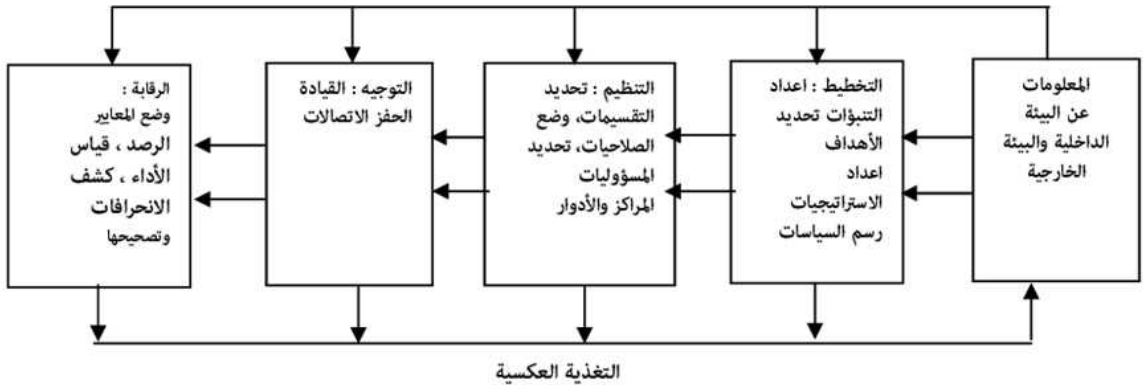 المعلومات
عن البيئة
الداخلية والبيئة
الخارجية
التخطيط : اعداد
التنبؤات تحديد
الأهداف
اعداد
الاستراتيجيات
رسم السياسات
التنظيم : تحديد
التقسيمات، وضع
الصلاحيات، تحديد
المسؤوليات
المراكز والأدوار
التوجيه : القيادة
الحفز الاتصالات
الرقابة :
وضع المعايير
الرصد ، قياس
الأداء ، كشف
الانحرافات
وتصحيحها
التغذية العكسية